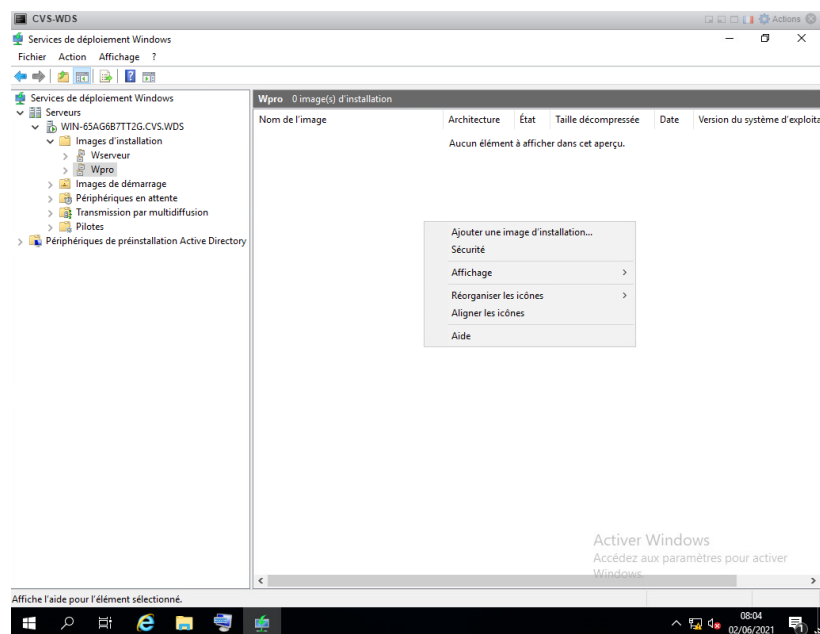 CVS-WDS
Actions
Services de déploiement Windows
Fichier Action Affichage ?
Services de déploiement Windows
Serveurs
WIN-65AG6B7TT2G.CVS.WDS
Images d'installation
Wserveur
Wpro
Images de démarrage
Périphériques en attente
Transmission par multidiffusion
Pilotes
Périphériques de préinstallation Active Directory
Wpro 0 image(s) d'installation
Nom de l'image Architecture État Taille décompressée Date Version du système d'exploita
Aucun élément à afficher dans cet aperçu.
Ajouter une image d'installation...
Sécurité
Affichage
Réorganiser les icônes
Aligner les icônes
Aide
Activer Windows
Accédez aux paramètres pour activer
Windows.
Affiche l'aide pour l'élément sélectionné.
08:04
02/06/2021